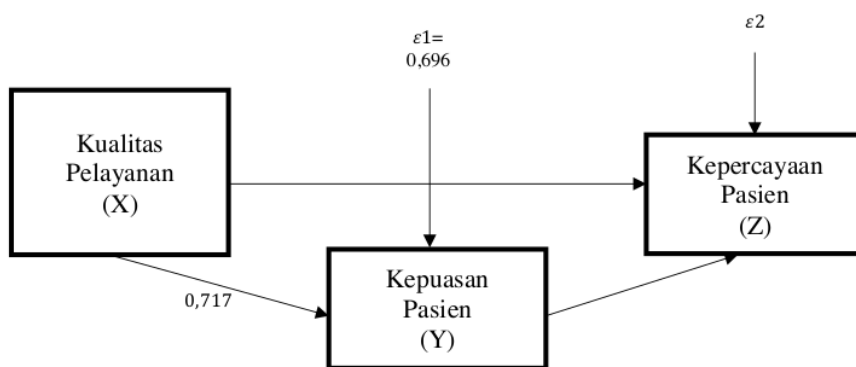 ε1=
0,696
ε2
Kualitas
Pelayanan
(X)
Kepercayaan
Pasien
(Z)
0,717
Kepuasan
Pasien
(Y)